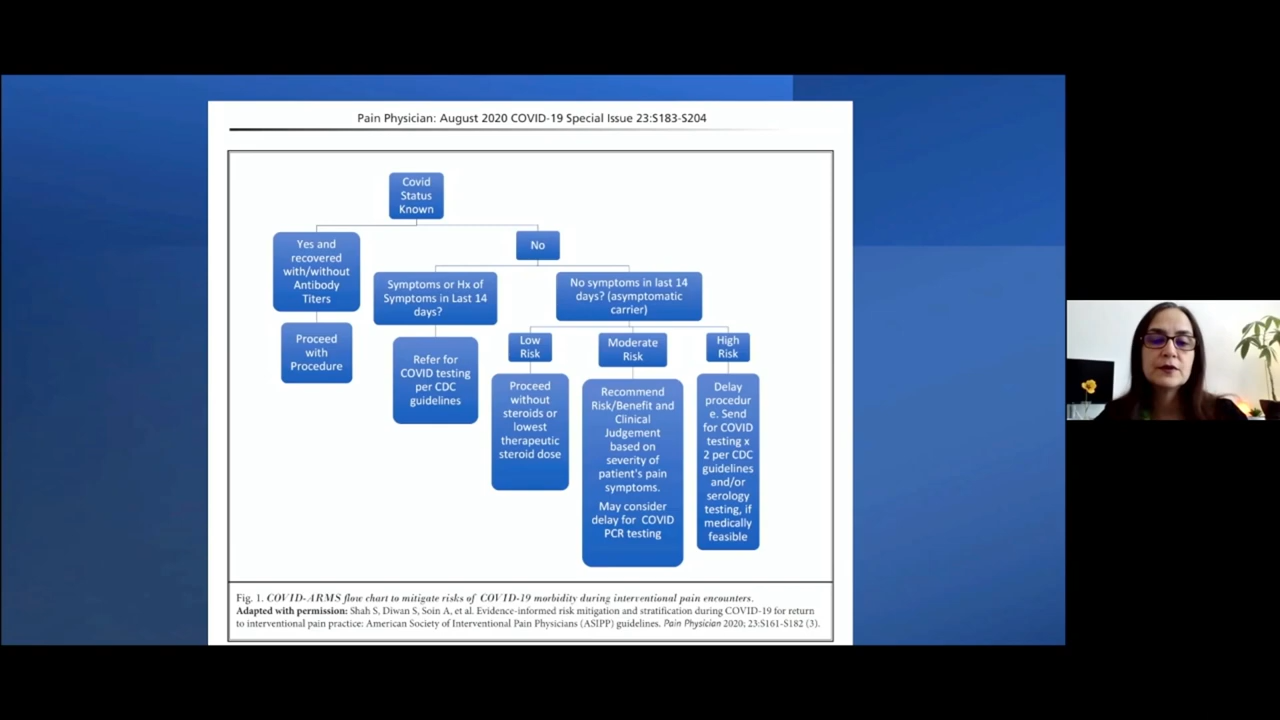 Pain Physician: August 2020 COVID-19 Special Issue 23:S183-S204
Covid
Status
Known
Yes and
recovered
with/without
Antibody
Titers
No
Symptoms or Hx of
Symptoms in Last 14
days?
No symptoms in last 14
days? (asymptomatic
carrier)
Proceed
with
Procedure
Refer for
COVID testing
per CDC
guidelines
Low
Risk
Moderate
Risk
High
Risk
Proceed
without
steroids or
lowest
therapeutic
steroid dose
Recommend
Risk/Benefit and
Clinical
Judgement
based on
severity of
patient's pain
symptoms.
May consider
delay for COVID
PCR testing
Delay
procedur
e. Send
for COVID
testing x
2 per CDC
guidelines
and/or
serology
testing, if
medically
feasible
Fig. 1. COVID-ARMS flow chart to mitigate risks of COVID-19 morbidity during interventional pain encounters.
Adapted with permission: Shah S, Diwan S, Soin A, et al. Evidence-informed risk mitigation and stratification during COVID-19 for return
to interventional pain practice: American Society of Interventional Pain Physicians (ASIPP) guidelines. Pain Physician 2020; 23:S161-S182 (3).